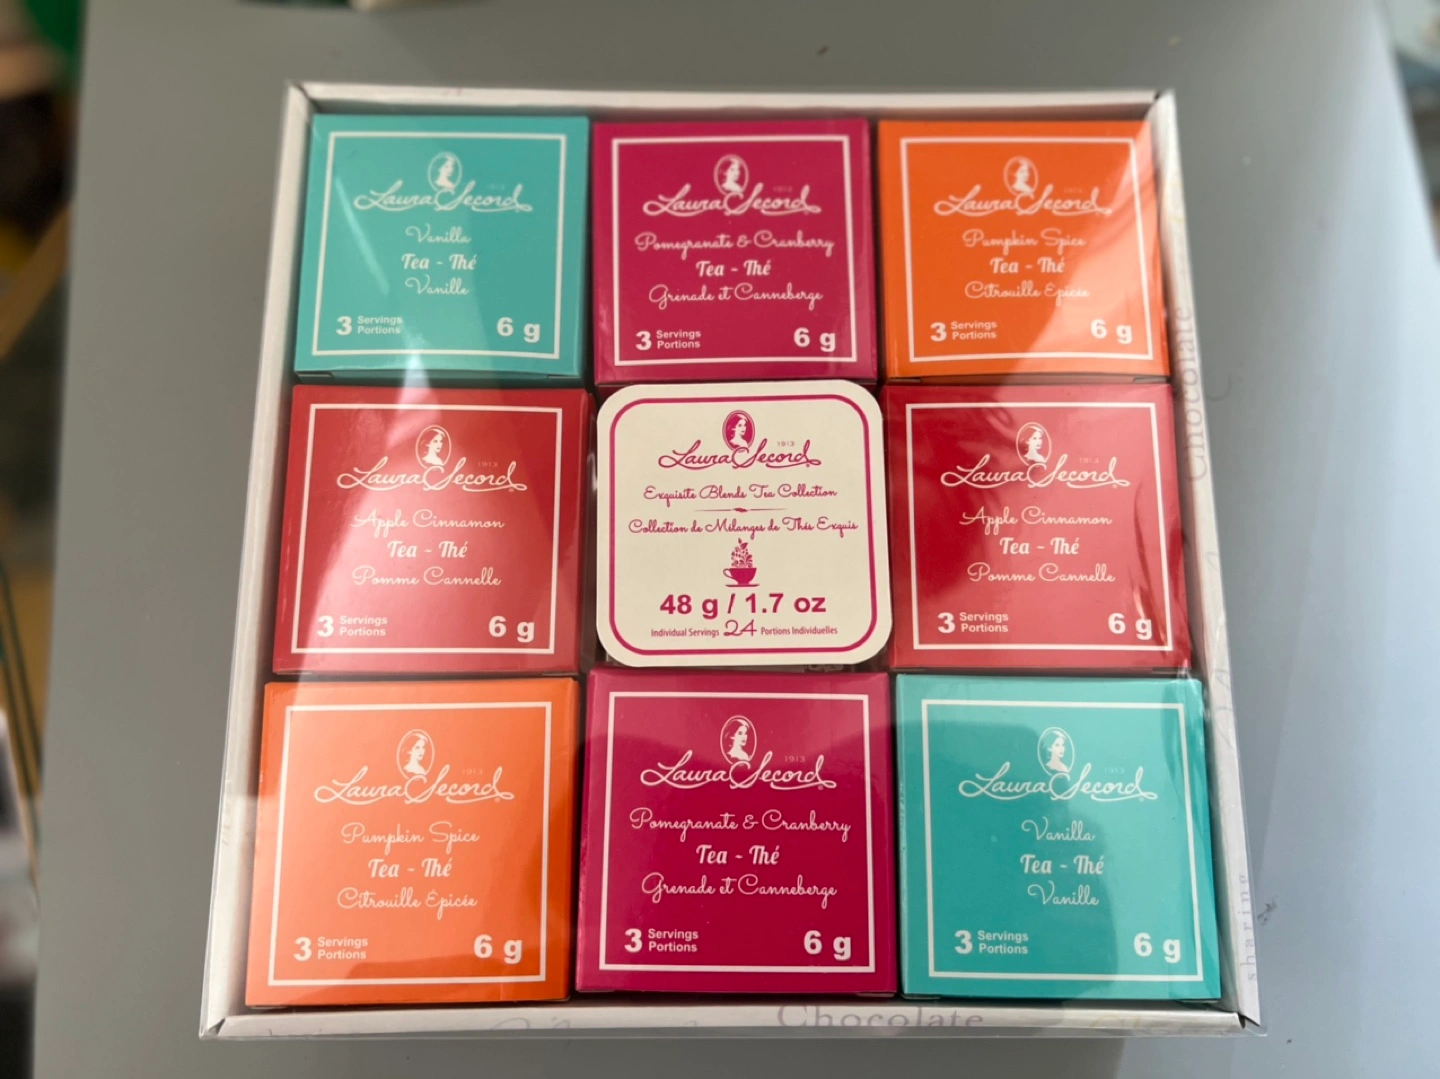 Laura Secord
Vanilla
Tea - Thé
Vanille
3 Servings
Portions
6 g
1913
Laura Secord
Pomegranate & Cranberry
Tea - Thé
Grenade et Canneberge
3 Servings
Portions
6 g
Laura Secord
Pumpkin Spice
Tea - Thé
Citrouille Épicée
3 Servings
Portions
6 g
1913
Laura Secord
Apple Cinnamon
Tea - Thé
Pomme Cannelle
3 Servings
Portions
6 g
1913
Laura Secord
Exquisite Blends Tea Collection
Collection de Mélanges de Thés Exquis
48 g / 1.7 oz
Individual Servings 24 Portions Individuelles
1913
Laura Secord
Apple Cinnamon
Tea - Thé
Pomme Cannelle
3 Servings
Portions
6 g
1913
Laura Secord
Pumpkin Spice
Tea - Thé
Citrouille Épicée
3 Servings
Portions
6 g
1913
Laura Secord
Pomegranate & Cranberry
Tea - Thé
Grenade et Canneberge
3 Servings
Portions
6 g
1913
Laura Secord
Vanilla
Tea - Thé
Vanille
3 Servings
Portions
6 g
Chocolate
sharing
Chocolate